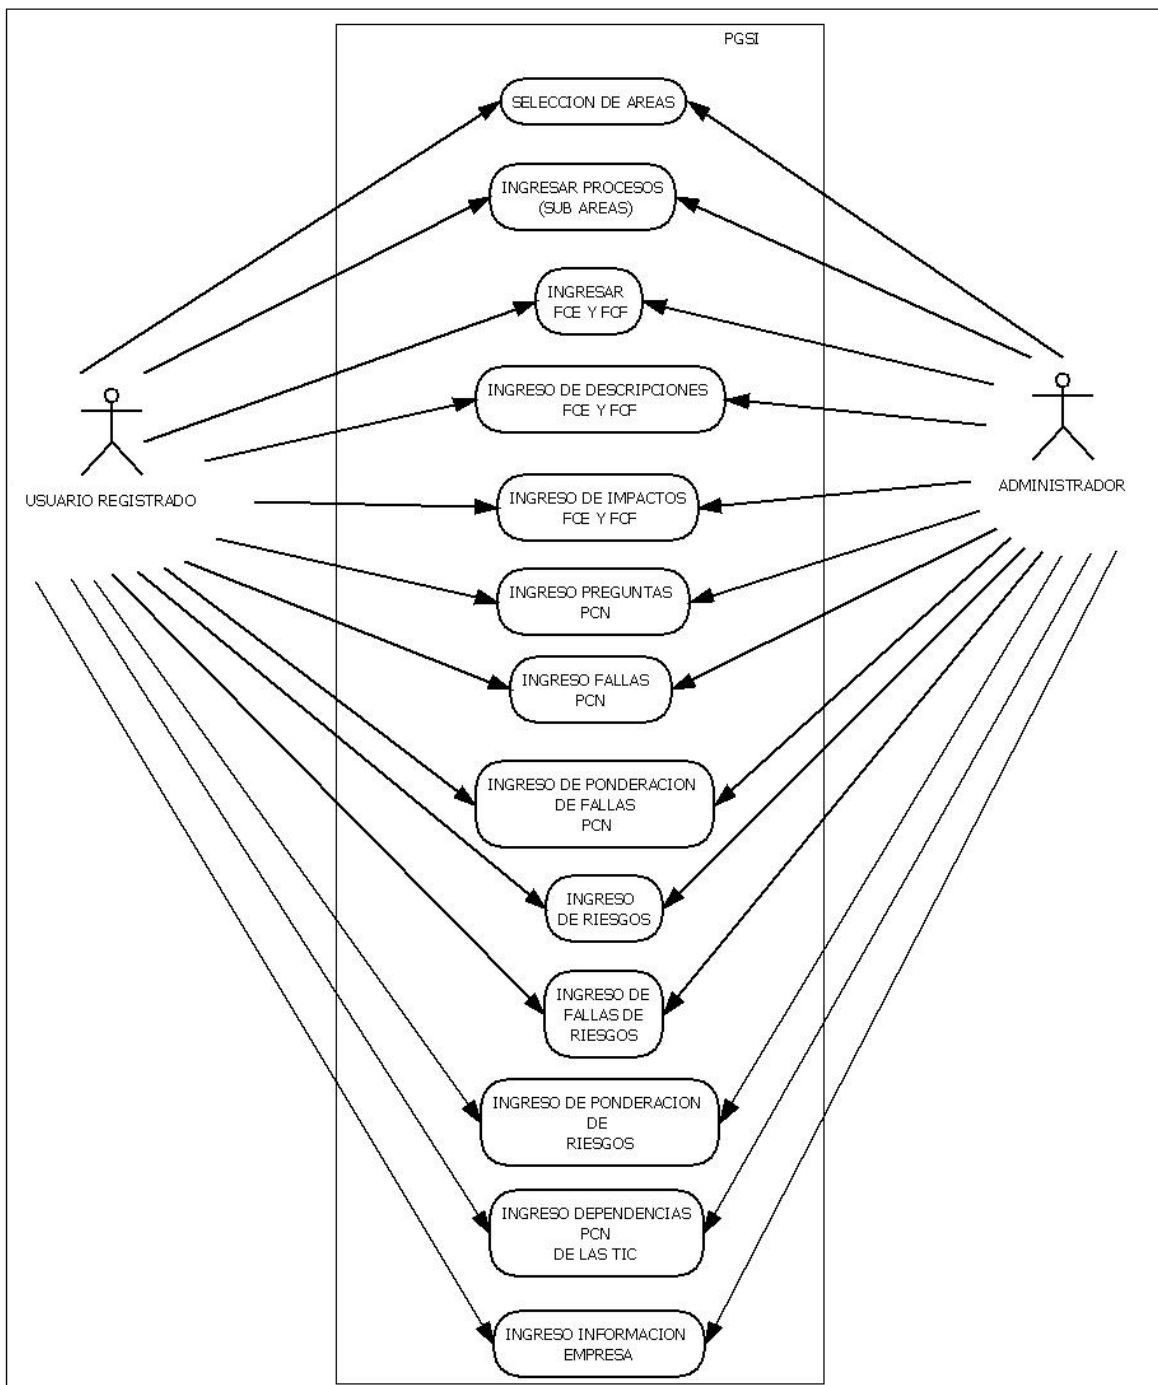 PGSI
SELECCION DE AREAS
INGRESAR PROCESOS
(SUB AREAS)
INGRESAR
FCE Y FCF
INGRESO DE DESCRIPCIONES
FCE Y FCF
USUARIO REGISTRADO
ADMINISTRADOR
INGRESO DE IMPACTOS
FCE Y FCF
INGRESO PREGUNTAS
PCN
INGRESO FALLAS
PCN
INGRESO DE PONDERACION
DE FALLAS
PCN
INGRESO
DE RIESGOS
INGRESO DE
FALLAS DE
RIESGOS
INGRESO DE PONDERACION
DE
RIESGOS
INGRESO DEPENDENCIAS
PCN
DE LAS TIC
INGRESO INFORMACION
EMPRESA